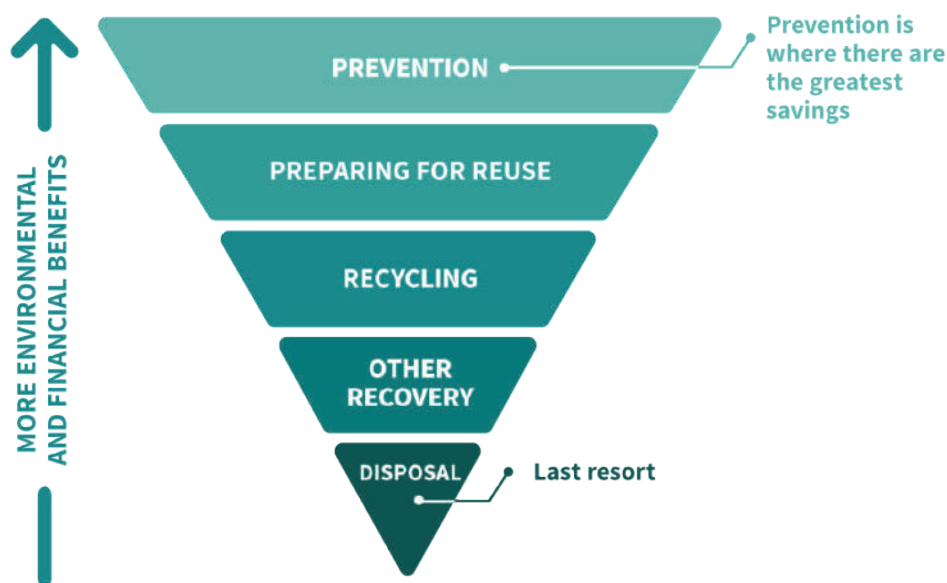 PREVENTION
Prevention is
where there are
the greatest
savings
PREPARING FOR REUSE
MORE ENVIRONMENTAL
AND FINANCIAL BENEFITS
RECYCLING
OTHER
RECOVERY
DISPOSAL
Last resort